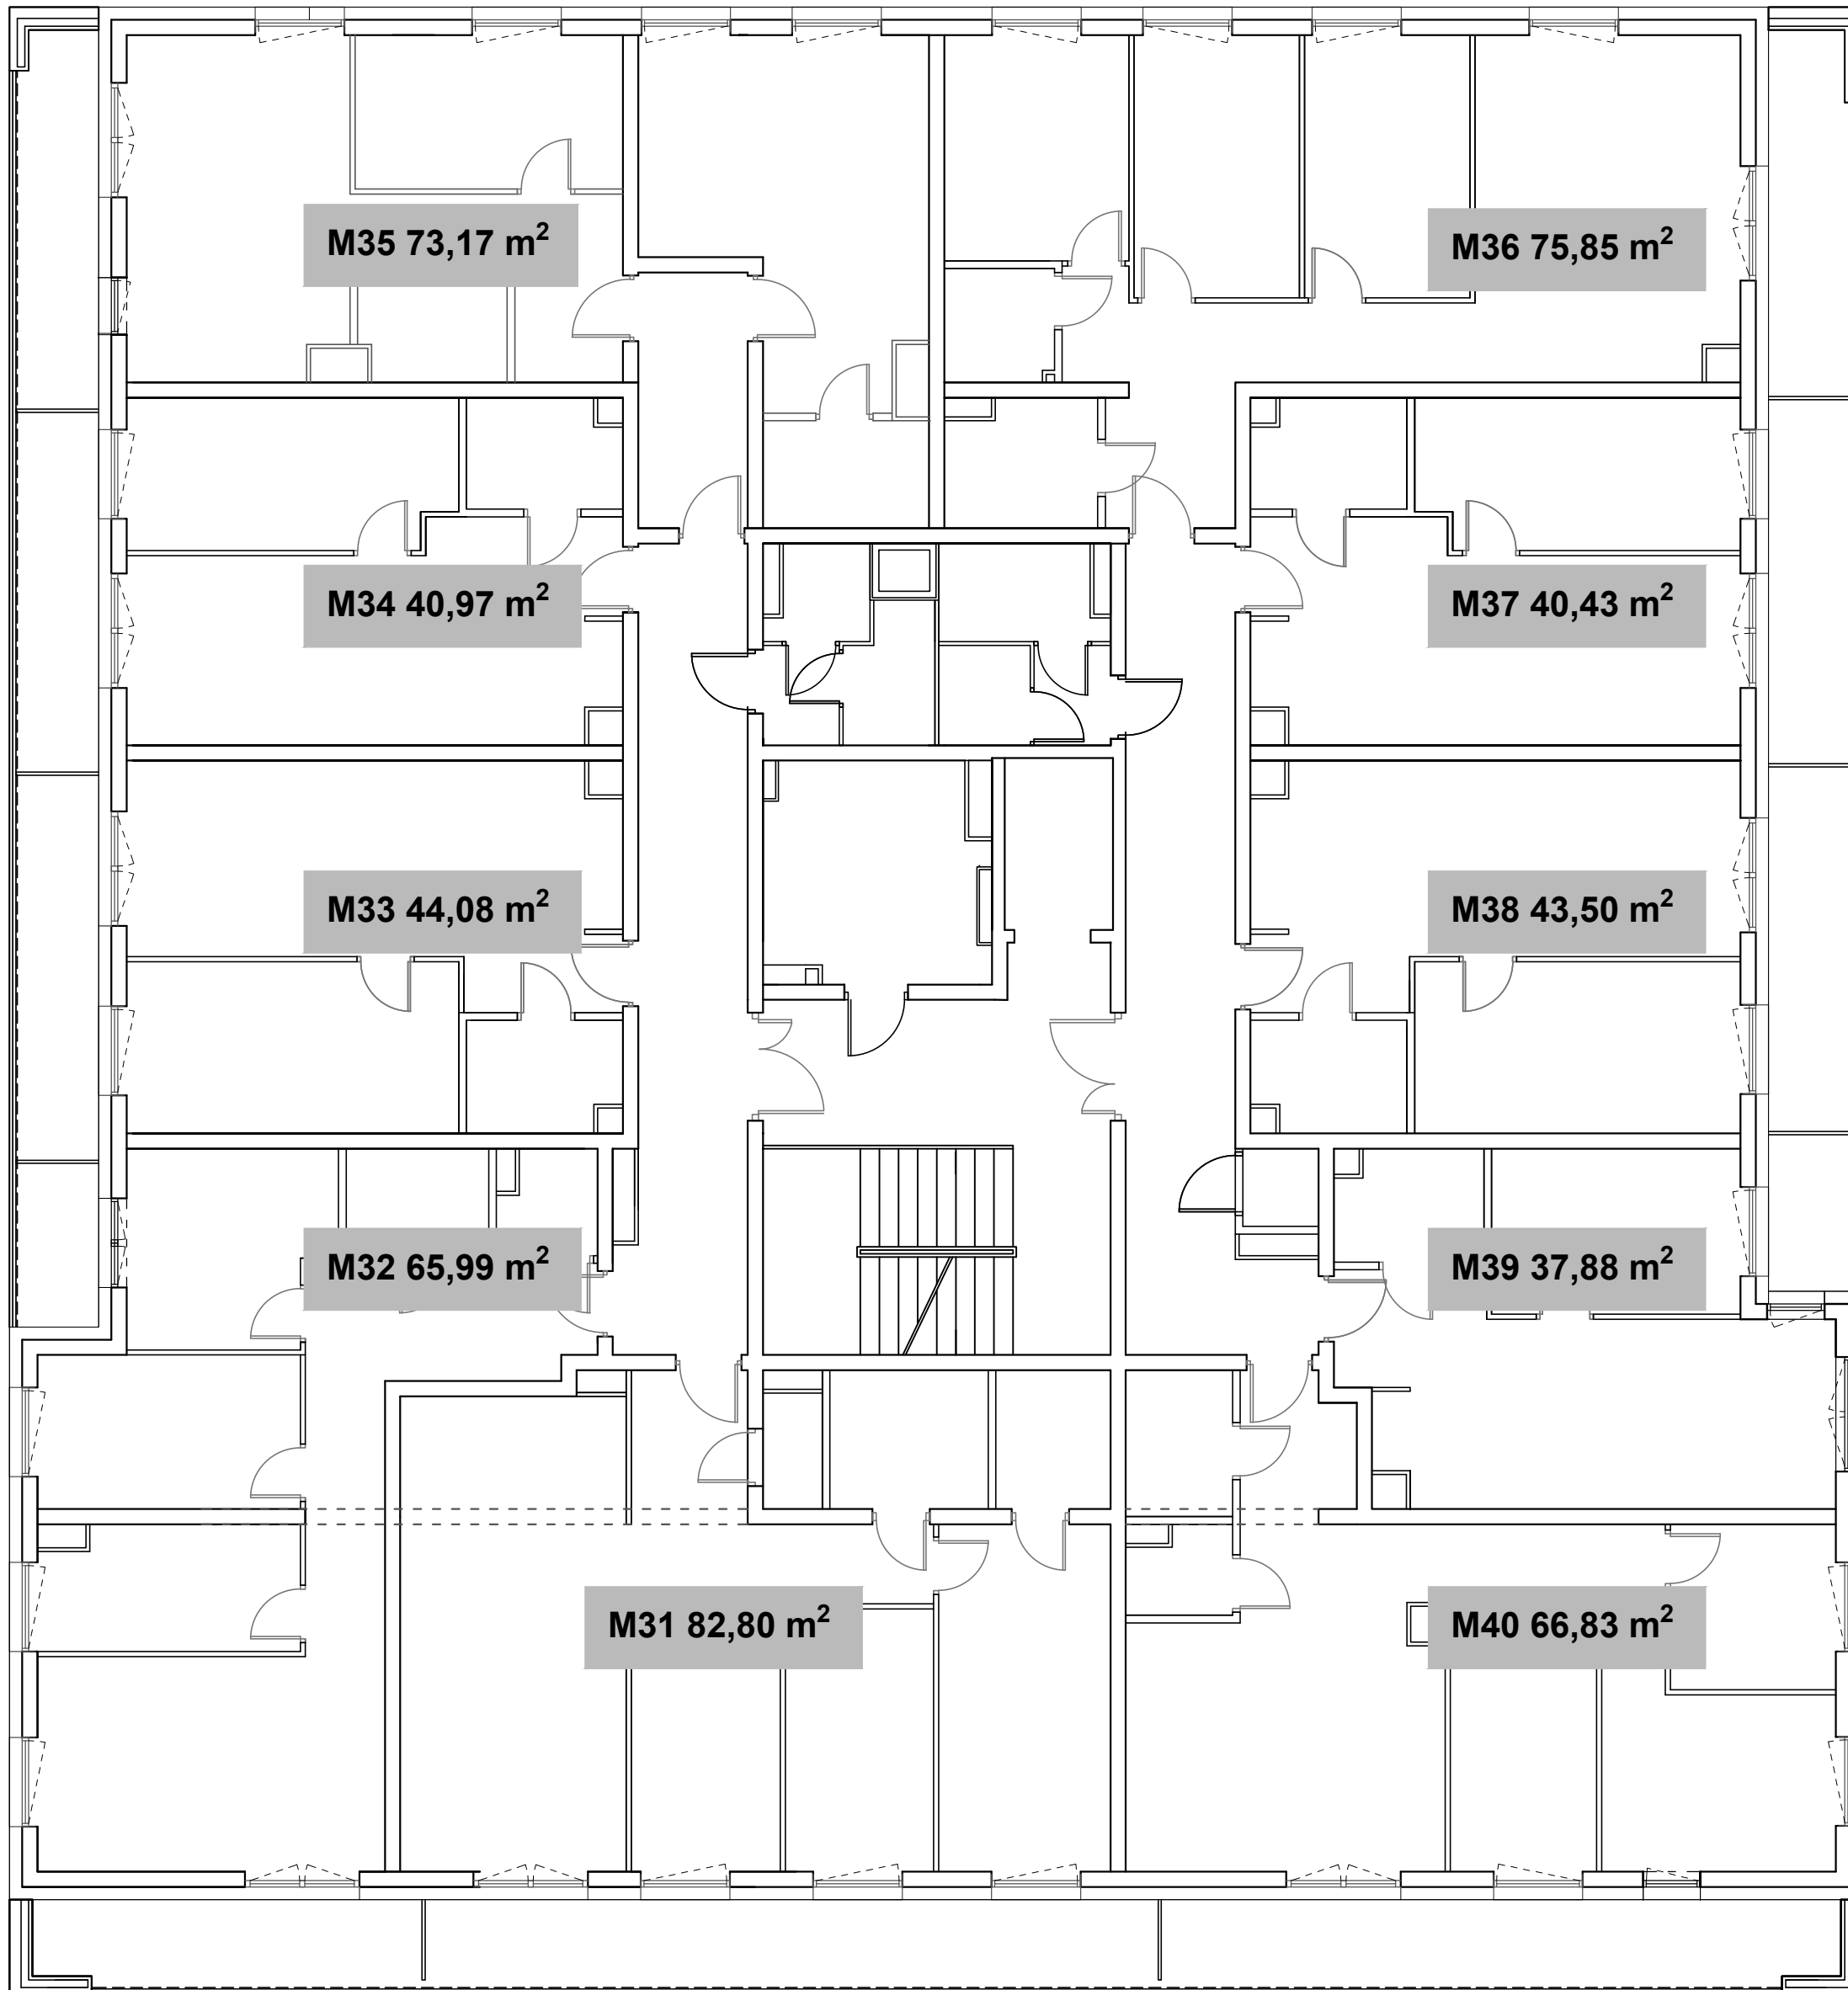 M35 73,17 m²
M36 75,85 m²
M34 40,97 m²
M37 40,43 m²
M33 44,08 m²
M38 43,50 m²
M32 65,99 m²
M39 37,88 m²
M31 82,80 m²
M40 66,83 m²